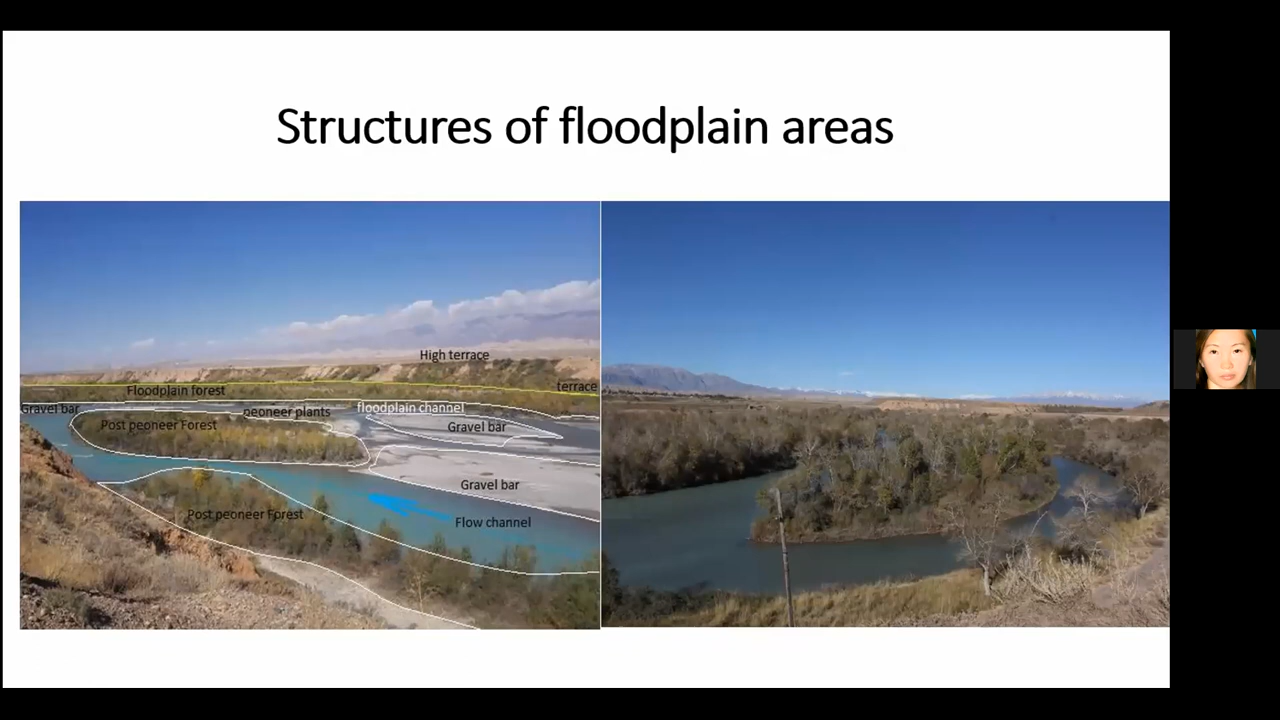 Structures of floodplain areas
High terrace
terrace
Floodplain forest
Gravel bar
peoneer plants
floodplain channel
Post peoneer Forest
Gravel bar
Gravel bar
Post peoneer Forest
Flow channel